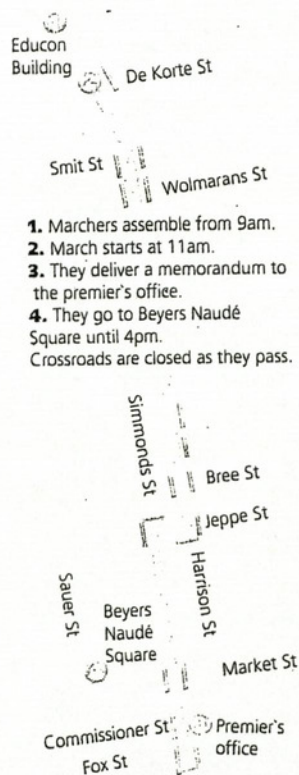 Educon
Building
De Korte St
Smit St
Wolmarans St
1. Marchers assemble from 9am.
2. March starts at 11am.
3. They deliver a memorandum to
the premier's office.
4. They go to Beyers Naudé
Square until 4pm.
Crossroads are closed as they pass.
Simmonds St
Bree St
Jeppe St
Harrison St
Sauer St
Beyers
Naudé
Square
Market St
Commissioner St
Premier's
office
Fox St